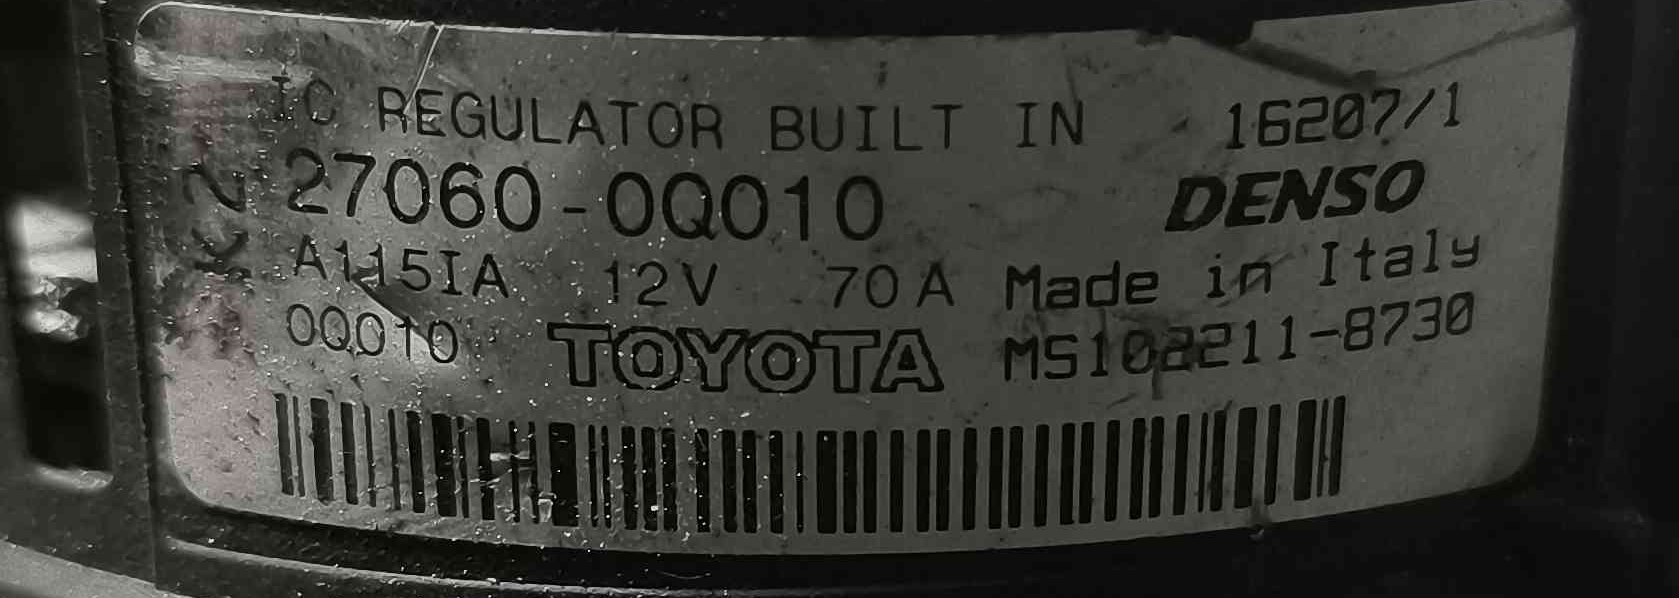 IC REGULATOR BUILT IN 16207/1
27060-0Q010 DENSO
A115IA 12V 70A Made in Italy
0Q010 TOYOTA MS102211-8730